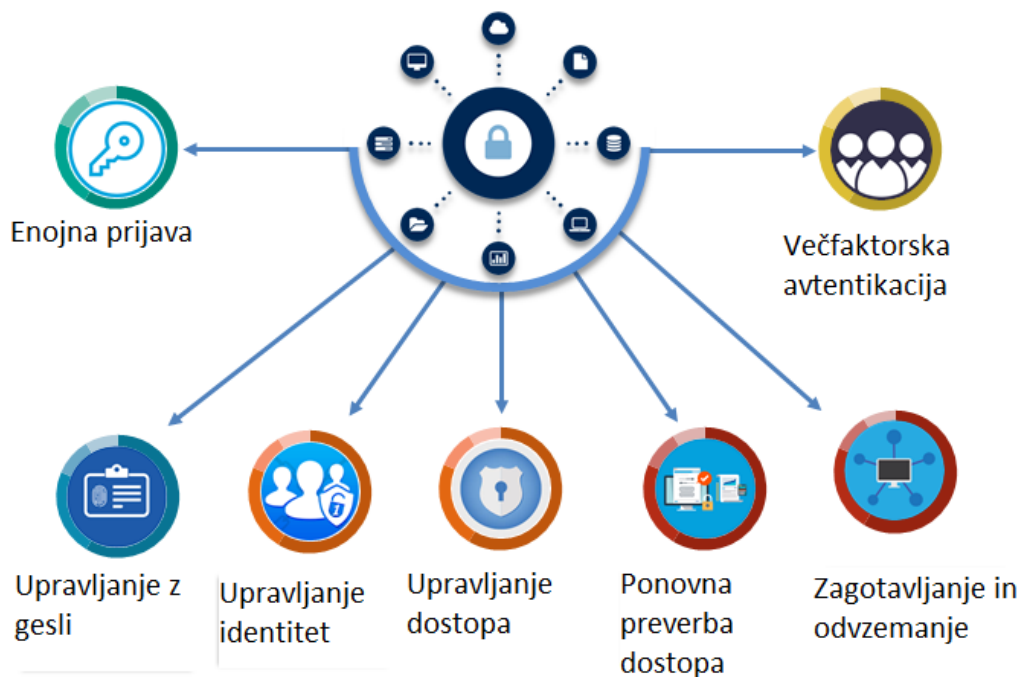 Enojna prijava
Večfaktorska
avtentikacija
Upravljanje z
gesli
Upravljanje
identitet
Upravljanje
dostopa
Ponovna
preverba
dostopa
Zagotavljanje in
odvzemanje